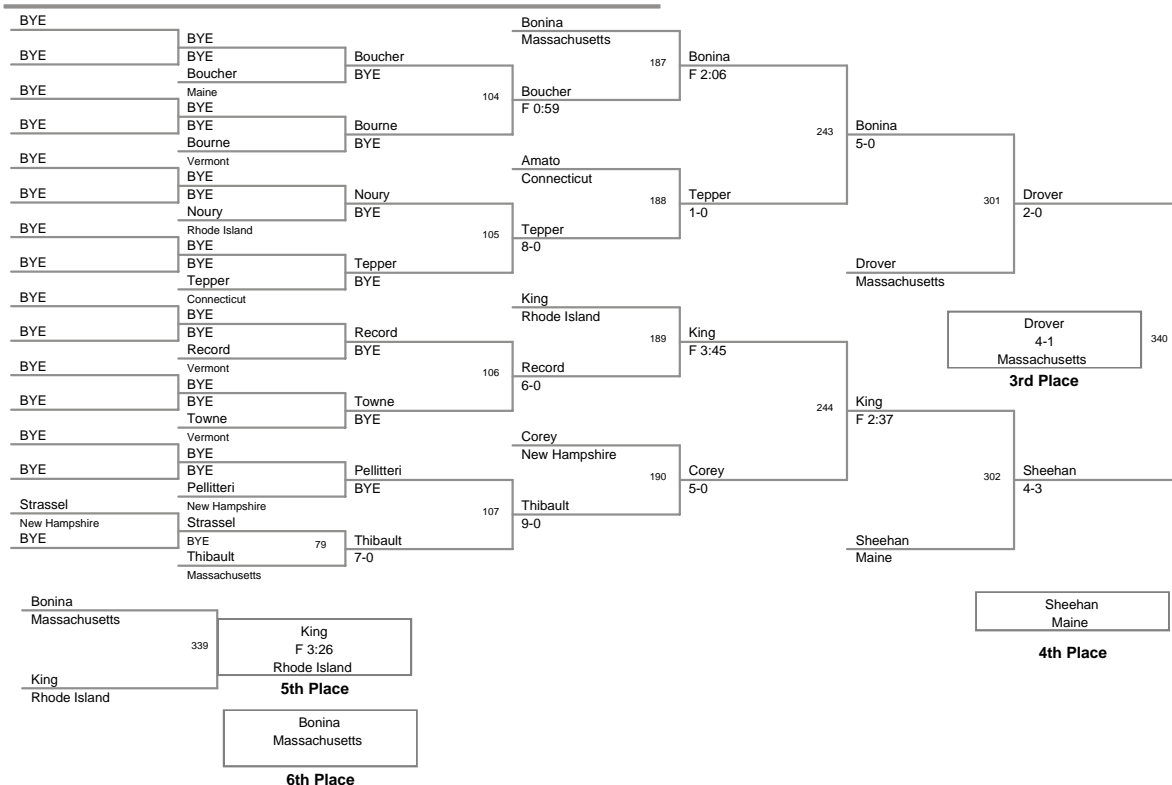 BYE
BYE
BYE
BYE
BYE
BYE
BYE
BYE
BYE
BYE
BYE
BYE
BYE
BYE
Strassel
New Hampshire
BYE
BYE
BYE
Boucher
Maine
BYE
BYE
Bourne
Vermont
BYE
BYE
Noury
Rhode Island
BYE
BYE
Tepper
Connecticut
BYE
BYE
Record
Vermont
BYE
BYE
Towne
Vermont
BYE
BYE
Pellitteri
New Hampshire
Strassel
BYE
79
Thibault
Massachusetts
Boucher
BYE
104
Bourne
BYE
Noury
BYE
105
Tepper
BYE
Record
BYE
106
Towne
BYE
Pellitteri
BYE
107
Thibault
7-0
Bonina
Massachusetts
187
Boucher
F 0:59
Amato
Connecticut
188
Tepper
8-0
King
Rhode Island
189
Record
6-0
Corey
New Hampshire
190
Thibault
9-0
Bonina
F 2:06
243
Tepper
1-0
King
F 3:45
244
Corey
5-0
Bonina
5-0
301
Drover
Massachusetts
King
F 2:37
302
Sheehan
Maine
Drover
2-0
Drover
4-1
Massachusetts
340
3rd Place
Sheehan
4-3
Sheehan
Maine
4th Place
Bonina
Massachusetts
339
King
Rhode Island
King
F 3:26
Rhode Island
5th Place
Bonina
Massachusetts
6th Place